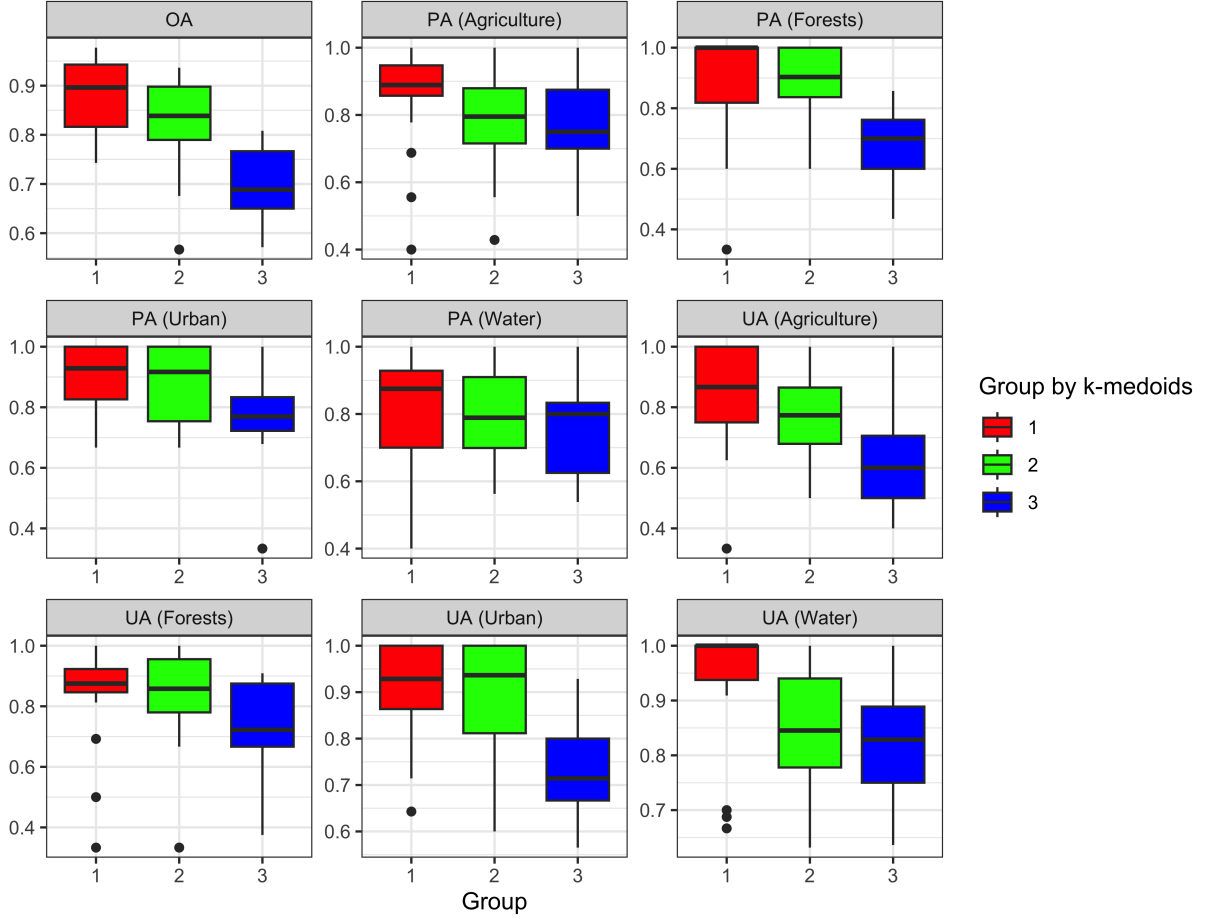 OA
0.9
0.8
0.7
0.6
1 2 3
PA (Agriculture)
1.0
0.8
0.6
0.4
1 2 3
PA (Forests)
1.0
0.8
0.6
0.4
1 2 3
PA (Urban)
1.0
0.8
0.6
0.4
1 2 3
PA (Water)
1.0
0.8
0.6
0.4
1 2 3
UA (Agriculture)
1.0
0.8
0.6
0.4
1 2 3
UA (Forests)
1.0
0.8
0.6
0.4
1 2 3
UA (Urban)
1.0
0.9
0.8
0.7
0.6
1 2 3
UA (Water)
1.0
0.9
0.8
0.7
1 2 3
Group
Group by k-medoids
1
2
3